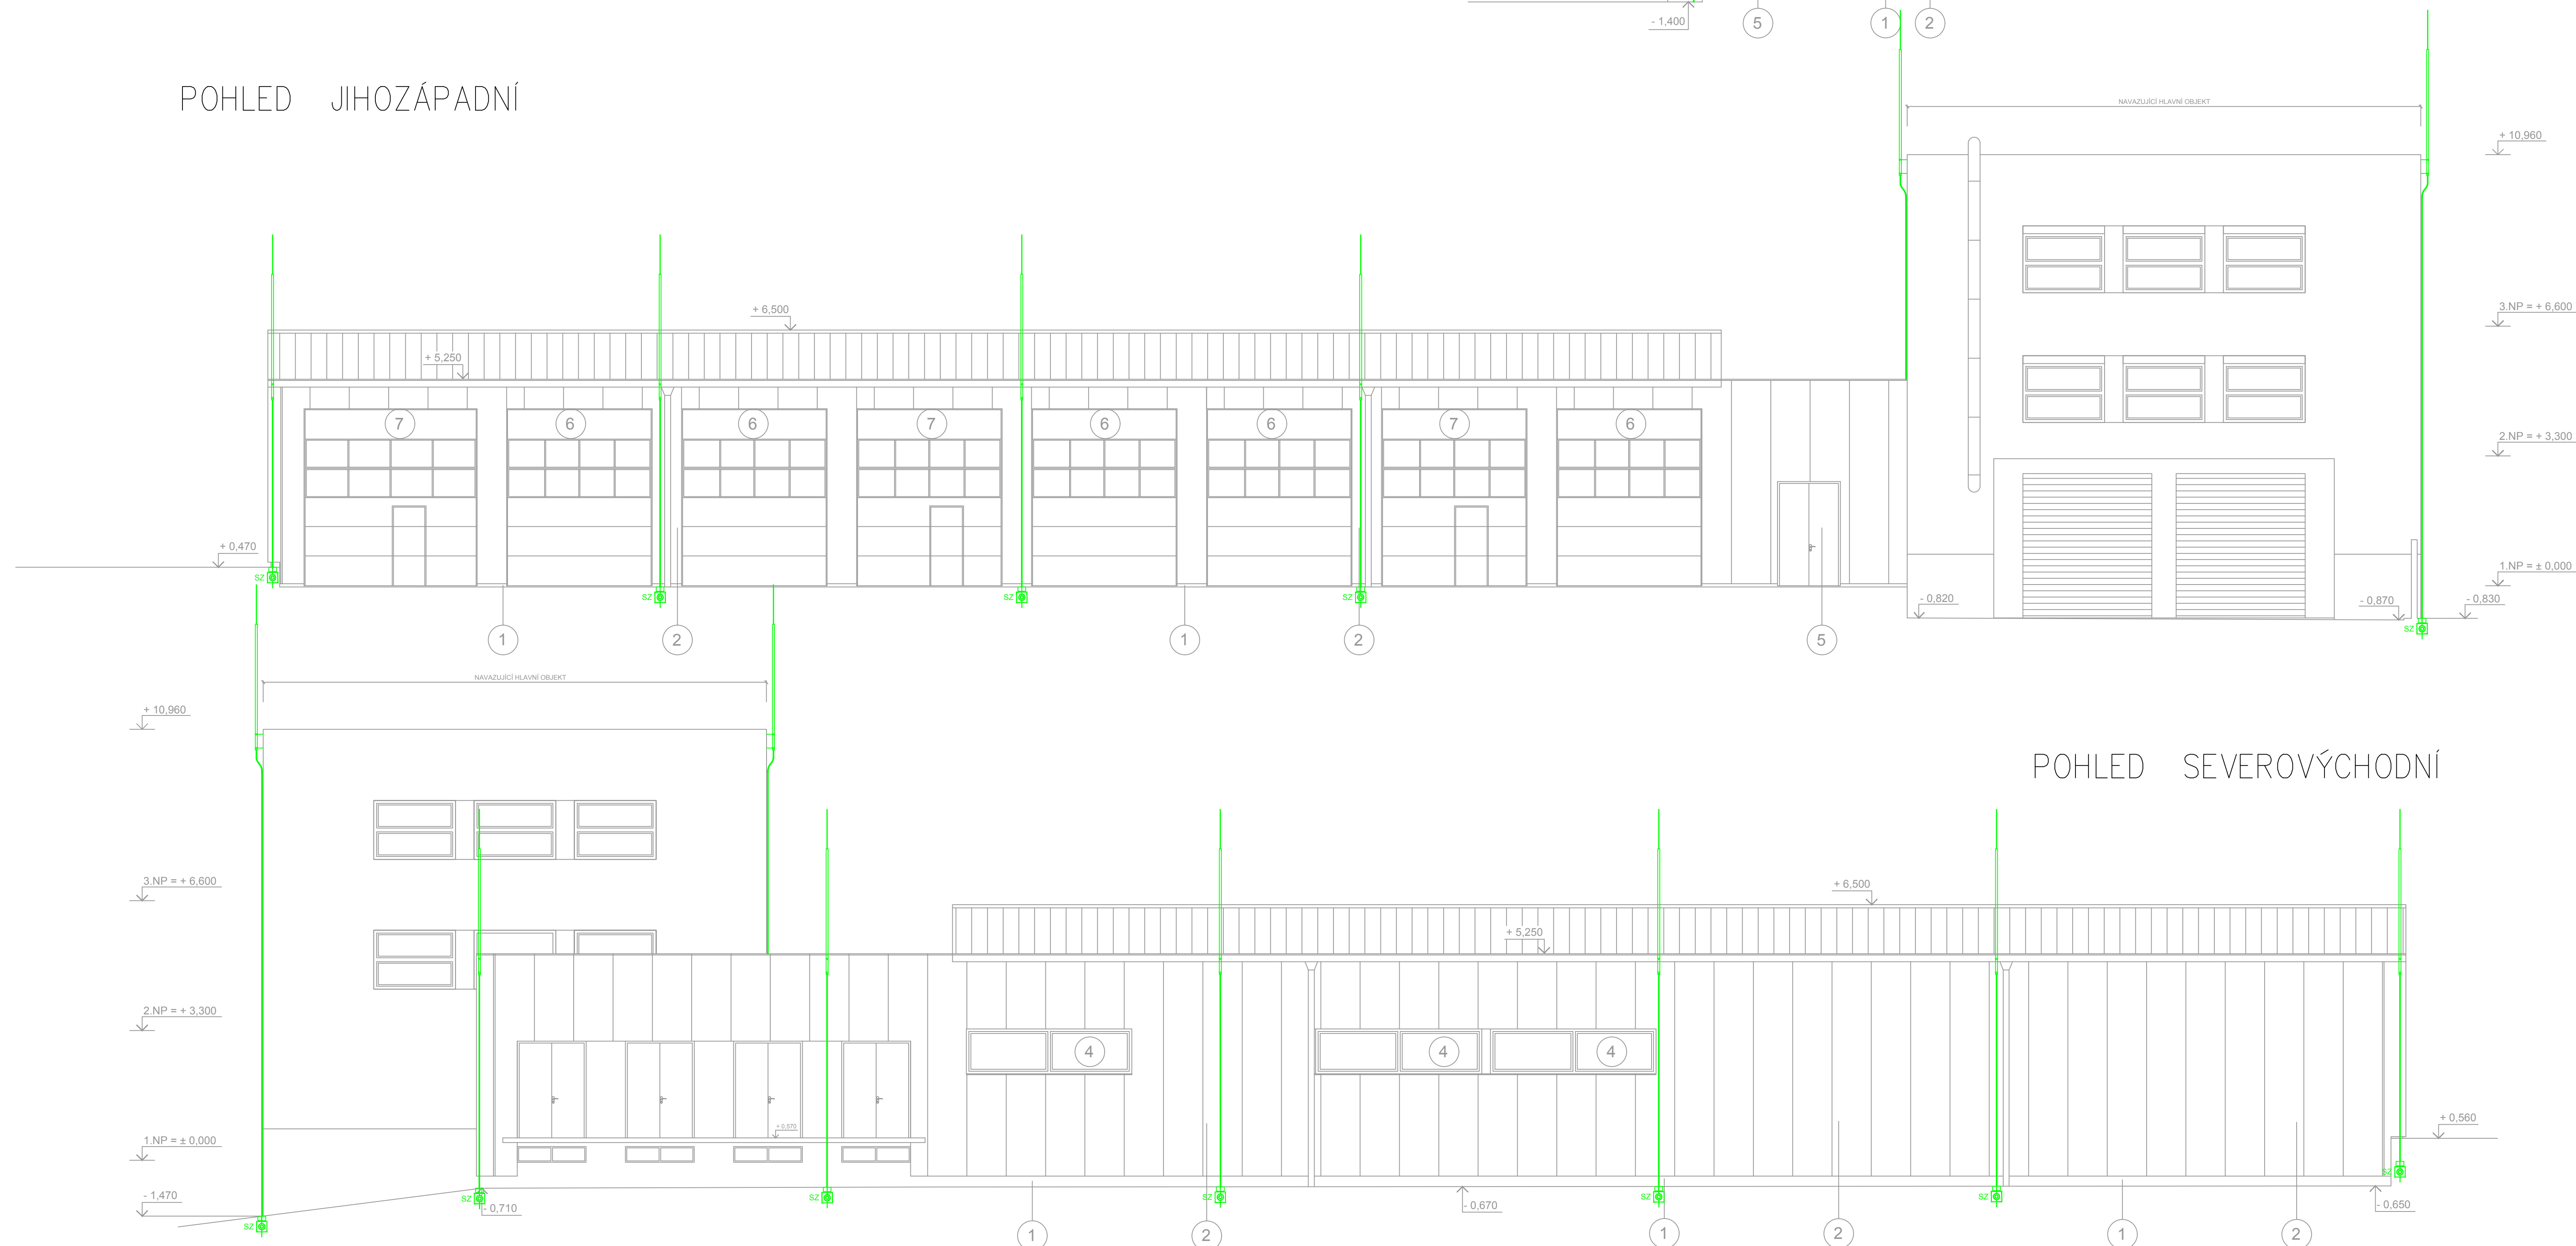 - 1,400
5 1 2
POHLED JIHOZÁPADNÍ
NAVAZUJÍCÍ HLAVNÍ OBJEKT
+ 10,960
+ 6,500
3.NP = + 6,600
+ 5,250
7 6 6 7 6 6 7 6
2.NP = + 3,300
+ 0,470
1.NP = ± 0,000
SZ
SZ
SZ
SZ
- 0,820
- 0,870
- 0,830
SZ
1 2 1 2 5
NAVAZUJÍCÍ HLAVNÍ OBJEKT
+ 10,960
POHLED SEVEROVÝCHODNÍ
3.NP = + 6,600
+ 6,500
+ 5,250
2.NP = + 3,300
4 4 4
+ 0,570
+ 0,560
1.NP = ± 0,000
SZ
- 1,470
SZ
SZ
SZ
SZ
SZ
- 0,710
- 0,670
- 0,650
SZ
1 2 1 2 1 2